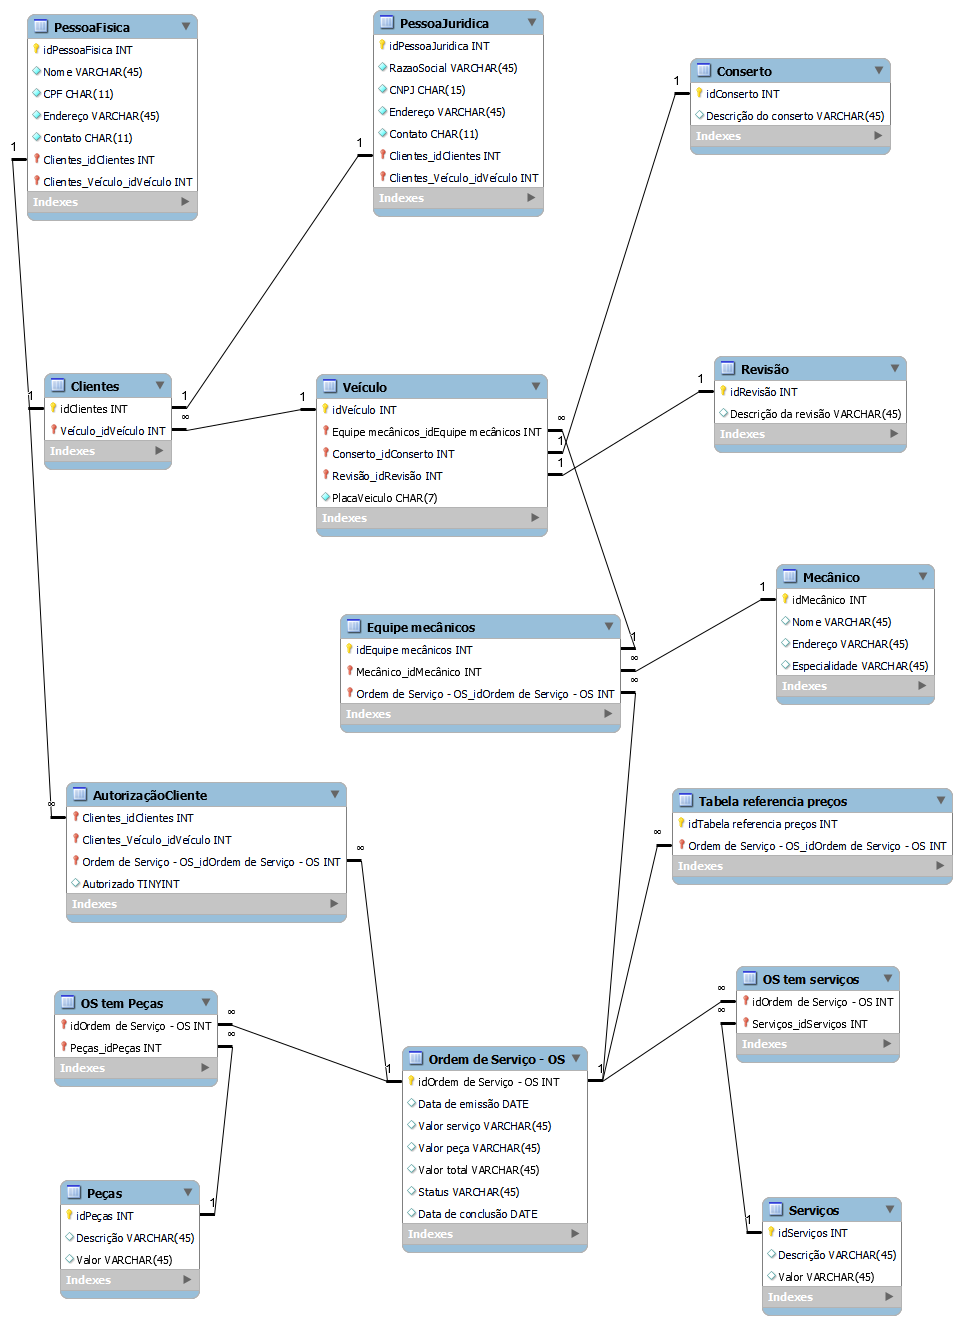 PessoaFisica
idPessoaFisica INT
Nome VARCHAR(45)
CPF CHAR(11)
Endereço VARCHAR(45)
Contato CHAR(11)
Clientes_idClientes INT
Clientes_Veículo_idVeículo INT
Indexes
1
PessoaJuridica
idPessoaJuridica INT
RazaoSocial VARCHAR(45)
CNPJ CHAR(15)
Endereço VARCHAR(45)
Contato CHAR(11)
Clientes_idClientes INT
Clientes_Veículo_idVeículo INT
Indexes
1
Conserto
idConserto INT
Descrição do conserto VARCHAR(45)
Indexes
1
Clientes
idClientes INT
Veículo_idVeículo INT
Indexes
1
1
∞
1
Veículo
idVeículo INT
Equipe mecânicos_idEquipe mecânicos INT
Conserto_idConserto INT
Revisão_idRevisão INT
PlacaVeiculo CHAR(7)
Indexes
∞
1
1
1
Revisão
idRevisão INT
Descrição da revisão VARCHAR(45)
Indexes
Equipe mecânicos
idEquipe mecânicos INT
Mecânico_idMecânico INT
Ordem de Serviço - OS_idOrdem de Serviço - OS INT
Indexes
1
∞
∞
1
Mecânico
idMecânico INT
Nome VARCHAR(45)
Endereço VARCHAR(45)
Especialidade VARCHAR(45)
Indexes
∞
AutorizaçãoCliente
Clientes_idClientes INT
Clientes_Veículo_idVeículo INT
Ordem de Serviço - OS_idOrdem de Serviço - OS INT
Autorizado TINYINT
Indexes
∞
∞
Tabela referencia preços
idTabela referencia preços INT
Ordem de Serviço - OS_idOrdem de Serviço - OS INT
Indexes
OS tem Peças
idOrdem de Serviço - OS INT
Peças_idPeças INT
Indexes
∞
∞
∞
∞
OS tem serviços
idOrdem de Serviço - OS INT
Serviços_idServiços INT
Indexes
1
Ordem de Serviço - OS
idOrdem de Serviço - OS INT
Data de emissão DATE
Valor serviço VARCHAR(45)
Valor peça VARCHAR(45)
Valor total VARCHAR(45)
Status VARCHAR(45)
Data de conclusão DATE
Indexes
1
Peças
idPeças INT
Descrição VARCHAR(45)
Valor VARCHAR(45)
Indexes
1
1
Serviços
idServiços INT
Descrição VARCHAR(45)
Valor VARCHAR(45)
Indexes